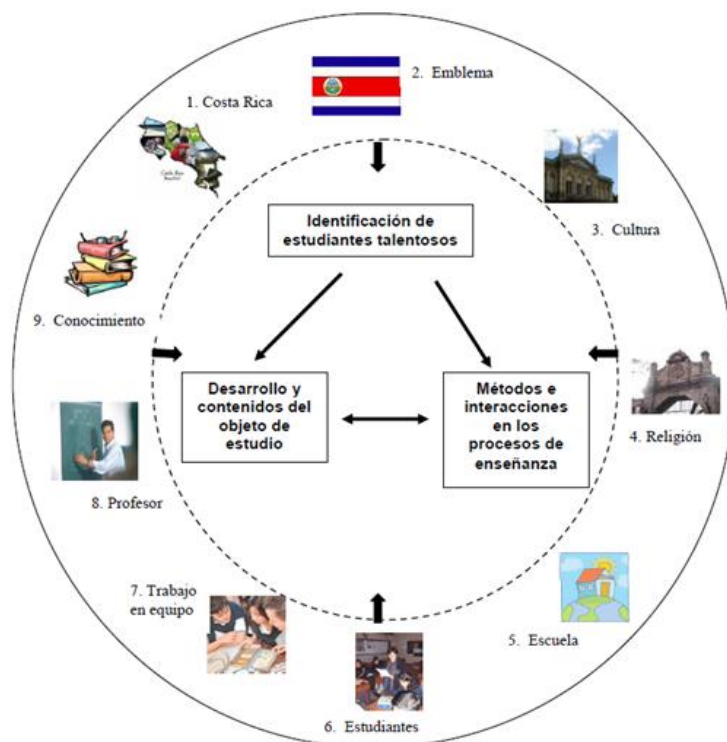 1. Costa Rica
2. Emblema
3. Cultura
4. Religión
5. Escuela
6. Estudiantes
7. Trabajo
en equipo
8. Profesor
9. Conocimiento
Identificación de
estudiantes talentosos
Desarrollo y
contenidos del
objeto de
estudio
Métodos e
interacciones
en los
procesos de
enseñanza